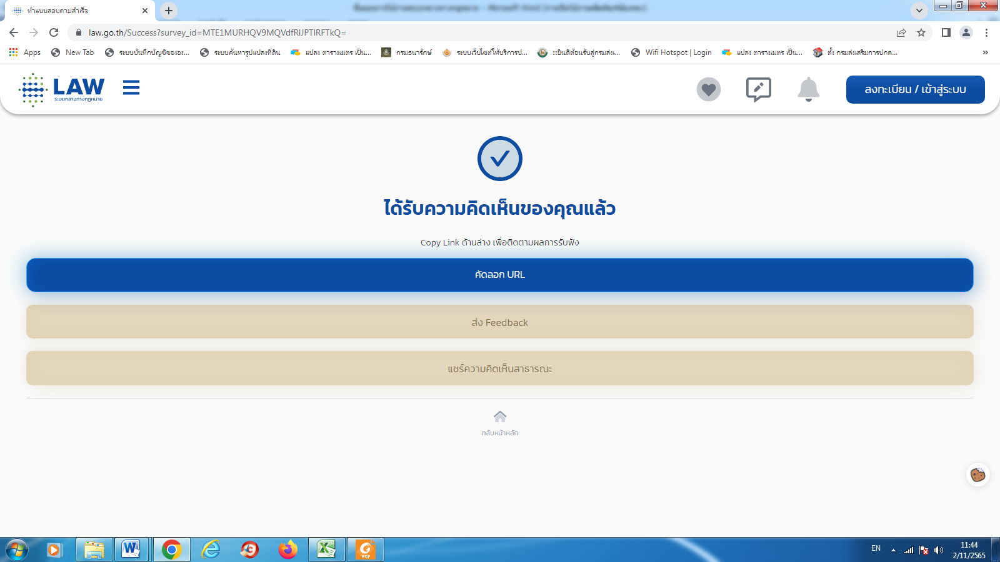 ทำแบบสอบถามสำเร็จ
law.go.th/Success?survey_id=MTE1MURHQV9MQVdfRlJPTlRFTkQ=
Apps
New Tab
ระบบบันทึกบัญชีขององ...
ระบบค้นหารูปแปลงที่ดิน
แปลง ตารางเมตร เป็น...
กรมธนารักษ์
ระบบเว็บไซต์ให้บริการป...
:::ยินดีต้อนรับสู่กรมส่งเ...
Wifi Hotspot | Login
แปลง ตารางเมตร เป็น...
ตั้ง กรมส่งเสริมการปกค...
LAW
ระบบกลางทางกฎหมาย
ลงทะเบียน / เข้าสู่ระบบ
ได้รับความคิดเห็นของคุณแล้ว
Copy Link ด้านล่าง เพื่อติดตามผลการรับฟัง
คัดลอก URL
ส่ง Feedback
แชร์ความคิดเห็นสาธารณะ
กลับหน้าหลัก
EN
11:44
2/11/2565